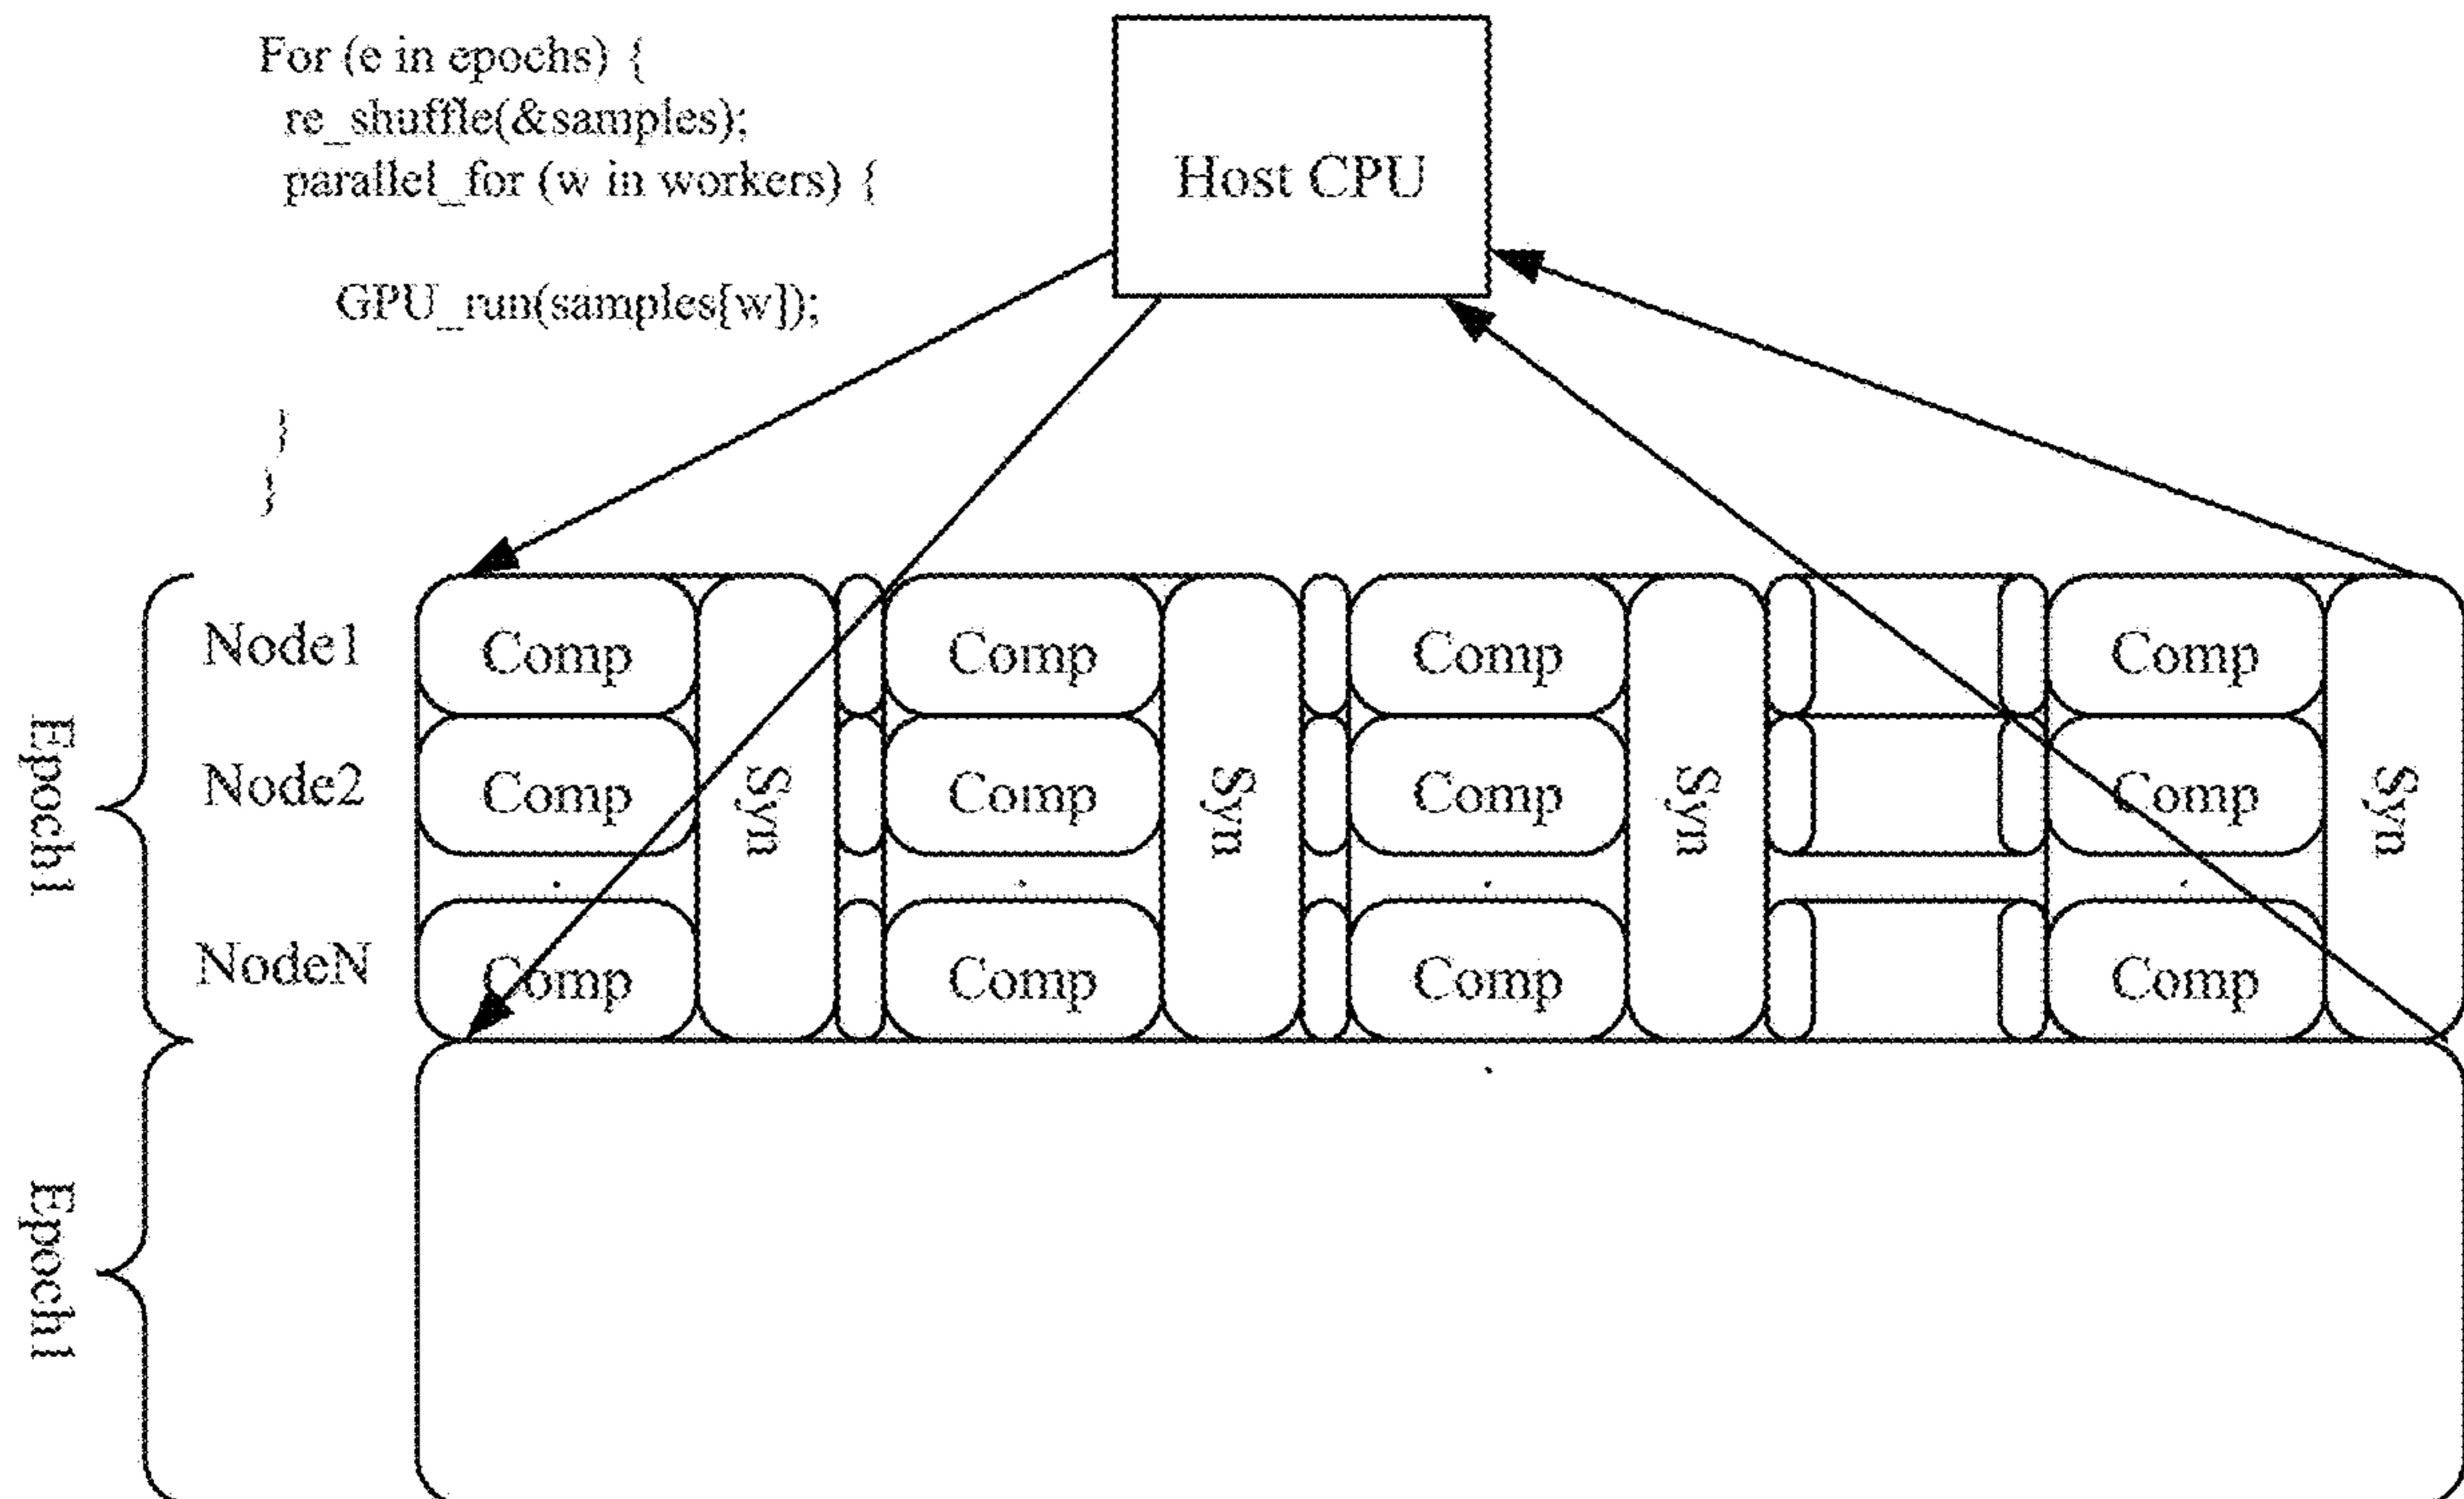 For (e in epochs) {
re_shuffle(&samples);
parallel_for (w in workers) {
GPU_run(samples[w]);
}
}
Host CPU
Epoch1
Node1
Comp
Comp
Comp
Comp
Node2
Comp
Comp
Comp
Comp
Syn
Syn
Syn
Syn
NodeN
Comp
Comp
Comp
Comp
Epoch1